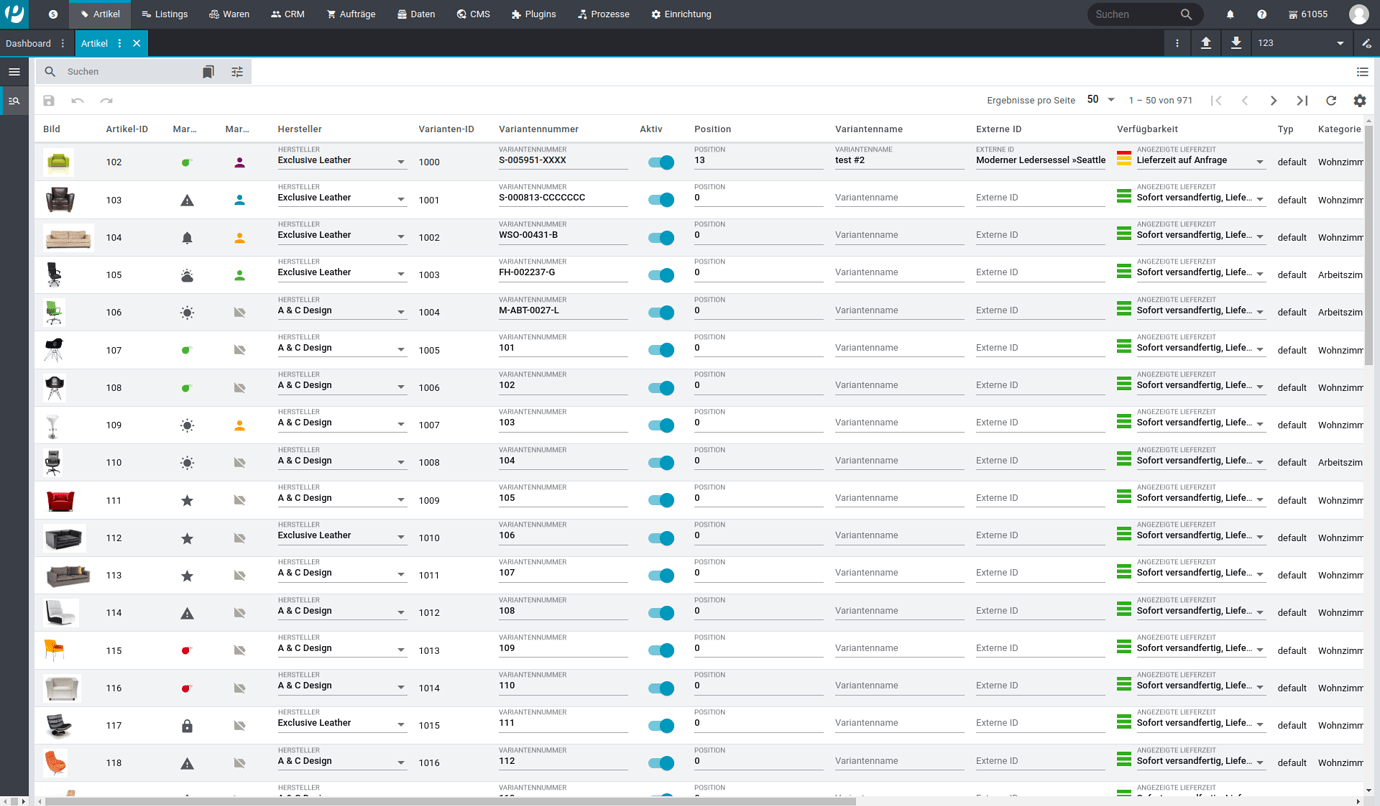 Artikel Listings Waren CRM Aufträge Daten CMS Plugins Prozesse Einrichtung Suchen 61055
Dashboard Artikel 123
Suchen
Ergebnisse pro Seite 50 1 – 50 von 971
Bild Artikel-ID Mar... Mar... Hersteller Varianten-ID Variantennummer Aktiv Position Variantenname Externe ID Verfügbarkeit Typ Kategorie
HERSTELLER VARIANTENNUMMER POSITION VARIANTENNAME EXTERNE ID ANGEZEIGTE LIEFERZEIT
102 Exclusive Leather 1000 S-005951-XXXX 13 test #2 Moderner Ledersessel »Seattle Lieferzeit auf Anfrage default Wohnzimm
HERSTELLER VARIANTENNUMMER POSITION ANGEZEIGTE LIEFERZEIT
103 Exclusive Leather 1001 S-000813-CCCCCCC 0 Variantenname Externe ID Sofort versandfertig, Liefe... default Wohnzimm
HERSTELLER VARIANTENNUMMER POSITION ANGEZEIGTE LIEFERZEIT
104 Exclusive Leather 1002 WSO-00431-B 0 Variantenname Externe ID Sofort versandfertig, Liefe... default Wohnzimm
HERSTELLER VARIANTENNUMMER POSITION ANGEZEIGTE LIEFERZEIT
105 Exclusive Leather 1003 FH-002237-G 0 Variantenname Externe ID Sofort versandfertig, Liefe... default Arbeitszim
HERSTELLER VARIANTENNUMMER POSITION ANGEZEIGTE LIEFERZEIT
106 A & C Design 1004 M-ABT-0027-L 0 Variantenname Externe ID Sofort versandfertig, Liefe... default Arbeitszim
HERSTELLER VARIANTENNUMMER POSITION ANGEZEIGTE LIEFERZEIT
107 A & C Design 1005 101 0 Variantenname Externe ID Sofort versandfertig, Liefe... default Wohnzimm
HERSTELLER VARIANTENNUMMER POSITION ANGEZEIGTE LIEFERZEIT
108 A & C Design 1006 102 0 Variantenname Externe ID Sofort versandfertig, Liefe... default Wohnzimm
HERSTELLER VARIANTENNUMMER POSITION ANGEZEIGTE LIEFERZEIT
109 A & C Design 1007 103 0 Variantenname Externe ID Sofort versandfertig, Liefe... default Wohnzimm
HERSTELLER VARIANTENNUMMER POSITION ANGEZEIGTE LIEFERZEIT
110 A & C Design 1008 104 0 Variantenname Externe ID Sofort versandfertig, Liefe... default Arbeitszim
HERSTELLER VARIANTENNUMMER POSITION ANGEZEIGTE LIEFERZEIT
111 A & C Design 1009 105 0 Variantenname Externe ID Sofort versandfertig, Liefe... default Wohnzimm
HERSTELLER VARIANTENNUMMER POSITION ANGEZEIGTE LIEFERZEIT
112 Exclusive Leather 1010 106 0 Variantenname Externe ID Sofort versandfertig, Liefe... default Wohnzimm
HERSTELLER VARIANTENNUMMER POSITION ANGEZEIGTE LIEFERZEIT
113 A & C Design 1011 107 0 Variantenname Externe ID Sofort versandfertig, Liefe... default Wohnzimm
HERSTELLER VARIANTENNUMMER POSITION ANGEZEIGTE LIEFERZEIT
114 A & C Design 1012 108 0 Variantenname Externe ID Sofort versandfertig, Liefe... default Wohnzimm
HERSTELLER VARIANTENNUMMER POSITION ANGEZEIGTE LIEFERZEIT
115 A & C Design 1013 109 0 Variantenname Externe ID Sofort versandfertig, Liefe... default Wohnzimm
HERSTELLER VARIANTENNUMMER POSITION ANGEZEIGTE LIEFERZEIT
116 A & C Design 1014 110 0 Variantenname Externe ID Sofort versandfertig, Liefe... default Wohnzimm
HERSTELLER VARIANTENNUMMER POSITION ANGEZEIGTE LIEFERZEIT
117 Exclusive Leather 1015 111 0 Variantenname Externe ID Sofort versandfertig, Liefe... default Wohnzimm
HERSTELLER VARIANTENNUMMER POSITION ANGEZEIGTE LIEFERZEIT
118 A & C Design 1016 112 0 Variantenname Externe ID Sofort versandfertig, Liefe... default Wohnzimm
HERSTELLER VARIANTENNUMMER POSITION ANGEZEIGTE LIEFERZEIT